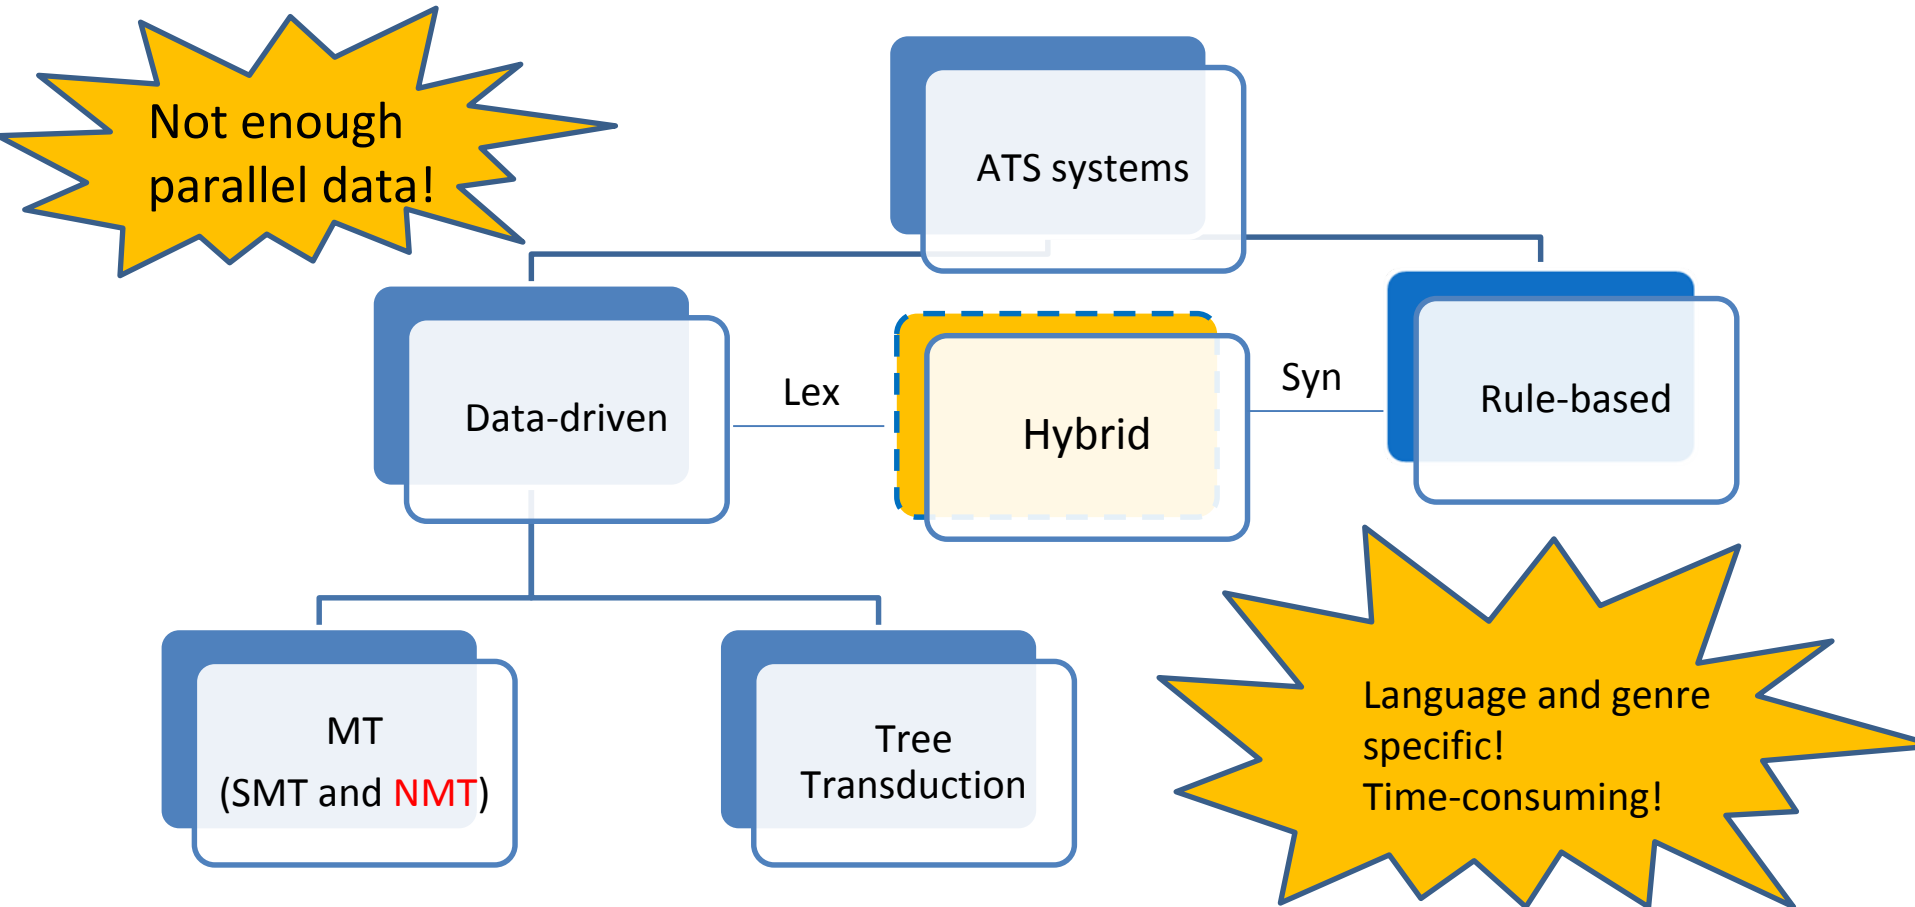 Not enough
parallel data!
ATS systems
Data-driven
Lex
Hybrid
Syn
Rule-based
MT
(SMT and NMT)
Tree
Transduction
Language and genre
specific!
Time-consuming!